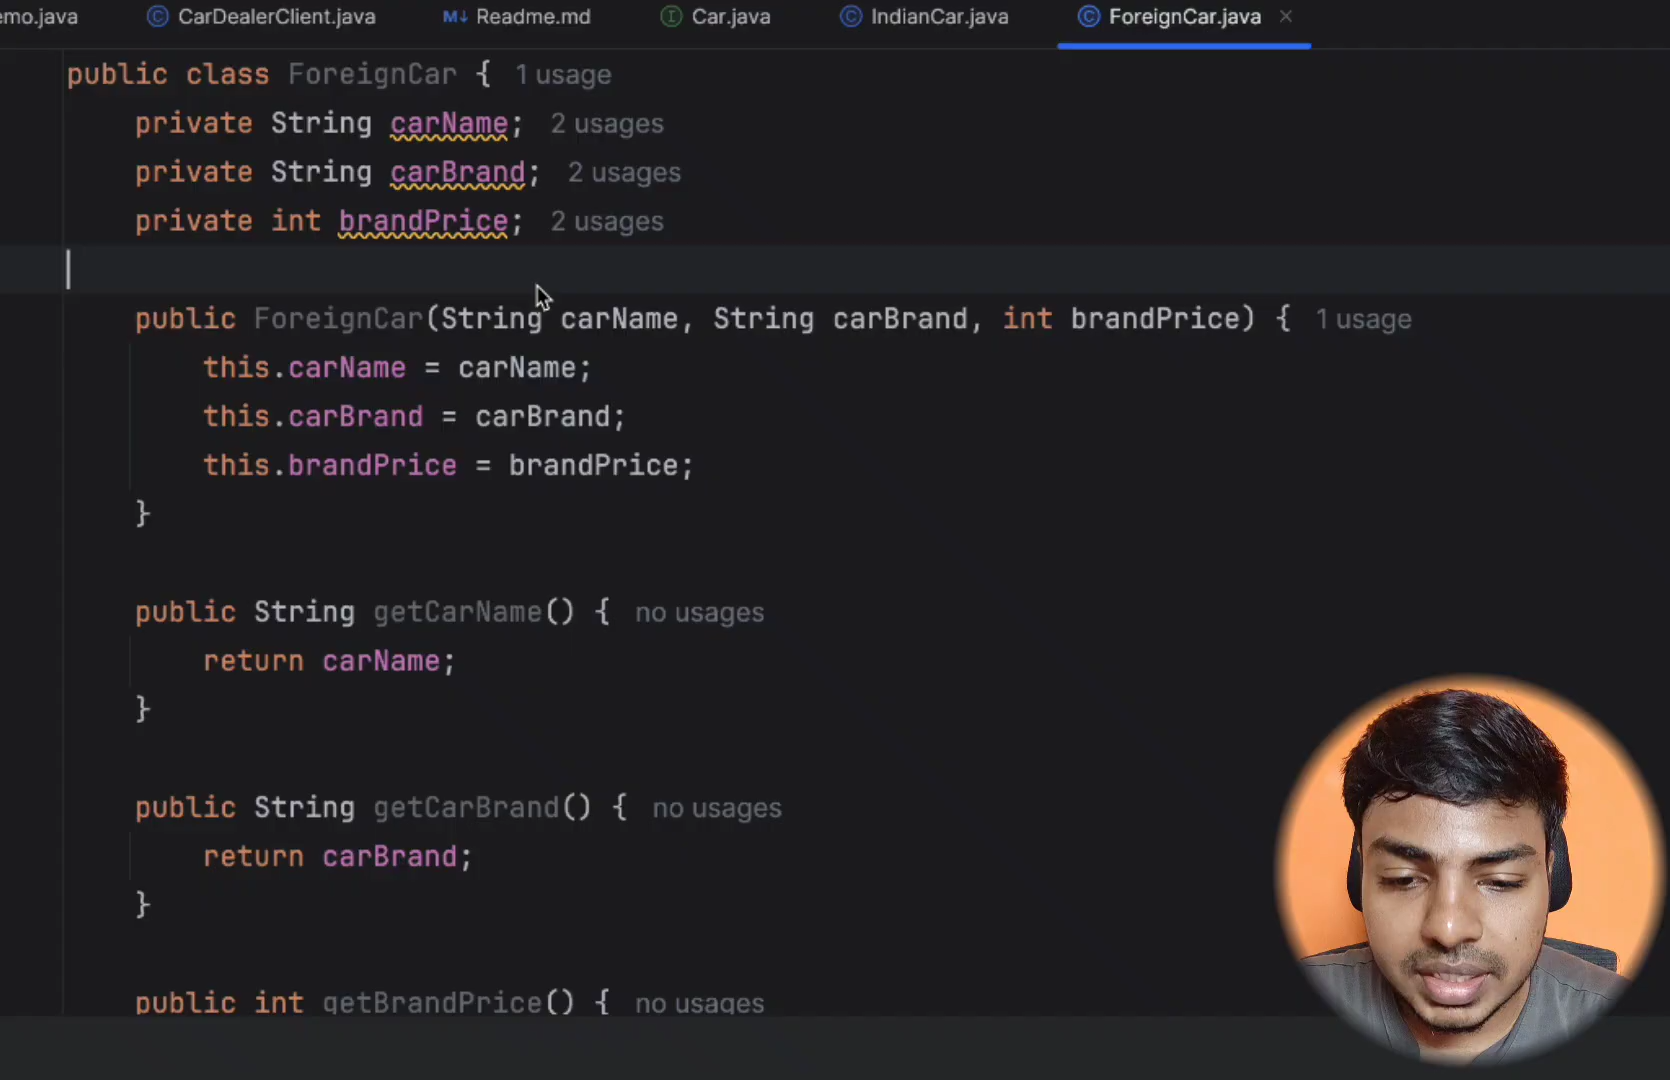 emo.java CarDealerClient.java Readme.md Car.java IndianCar.java ForeignCar.java
public class ForeignCar { 1 usage
private String carName; 2 usages
private String carBrand; 2 usages
private int brandPrice; 2 usages
public ForeignCar(String carName, String carBrand, int brandPrice) { 1 usage
this.carName = carName;
this.carBrand = carBrand;
this.brandPrice = brandPrice;
}
public String getCarName() { no usages
return carName;
}
public String getCarBrand() { no usages
return carBrand;
}
public int getBrandPrice() { no usages